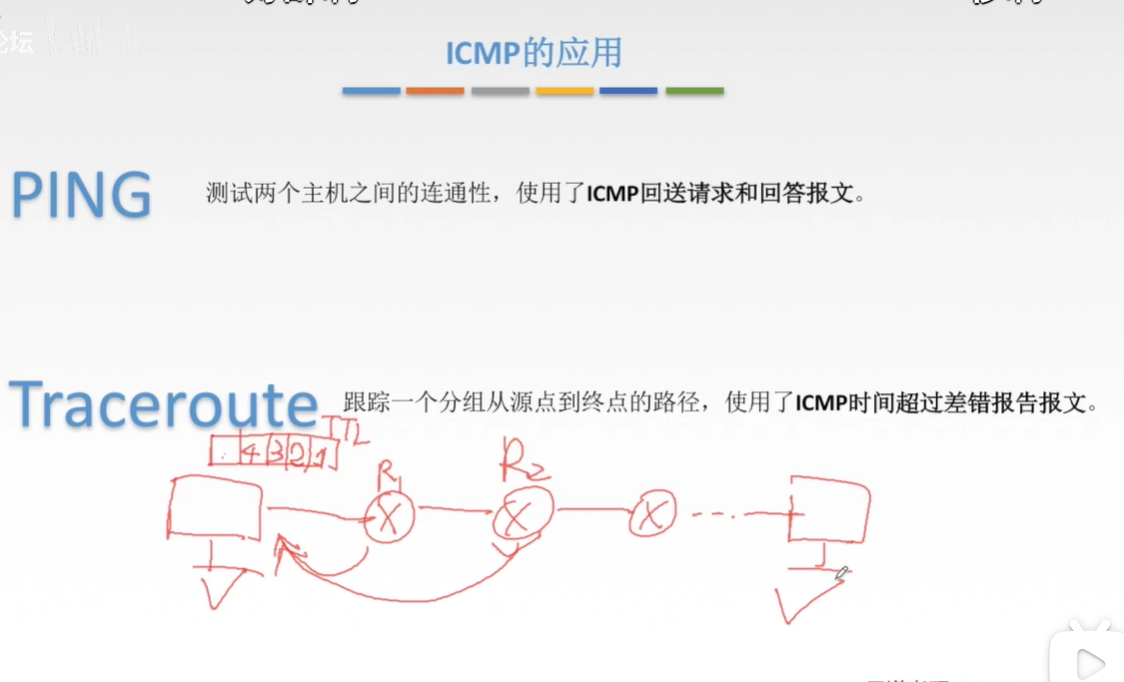 论坛
ICMP的应用
PING
测试两个主机之间的连通性，使用了ICMP回送请求和回答报文。
Traceroute
跟踪一个分组从源点到终点的路径，使用了ICMP时间超过差错报告报文。
TTL
4 3 2 1
R1
R2